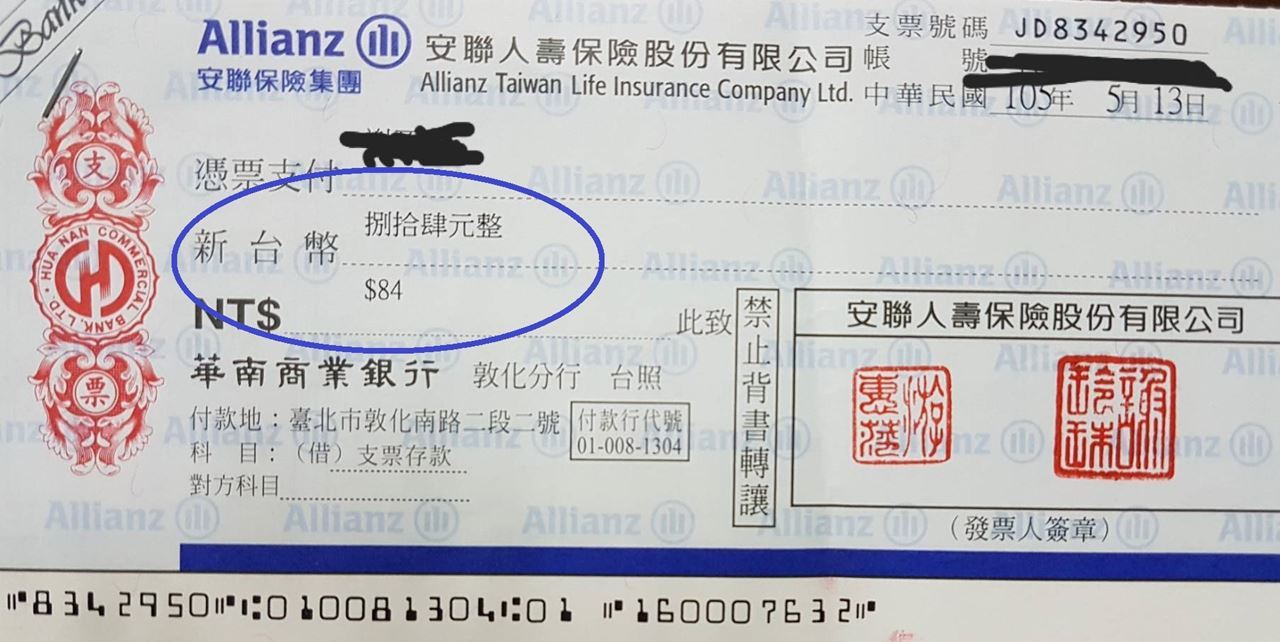 Bank
Allianz
安聯保險集團
安聯人壽保險股份有限公司
Allianz Taiwan Life Insurance Company Ltd.
支票號碼 JD8342950
帳 號
中華民國 105年 5月 13日
憑票支付
新台幣 捌拾肆元整
NT$ $84
支
HUA NAN COMMERCIAL BANK, LTD.
票
此致
華南商業銀行 敦化分行 台照
付款地：臺北市敦化南路二段二號
科 目：（借）支票存款
對方科目
付款行代號
01-008-1304
禁止背書轉讓
安聯人壽保險股份有限公司
（發票人簽章）
⑈8342950⑈⑆010081304⑆01 ⑈160007632⑈